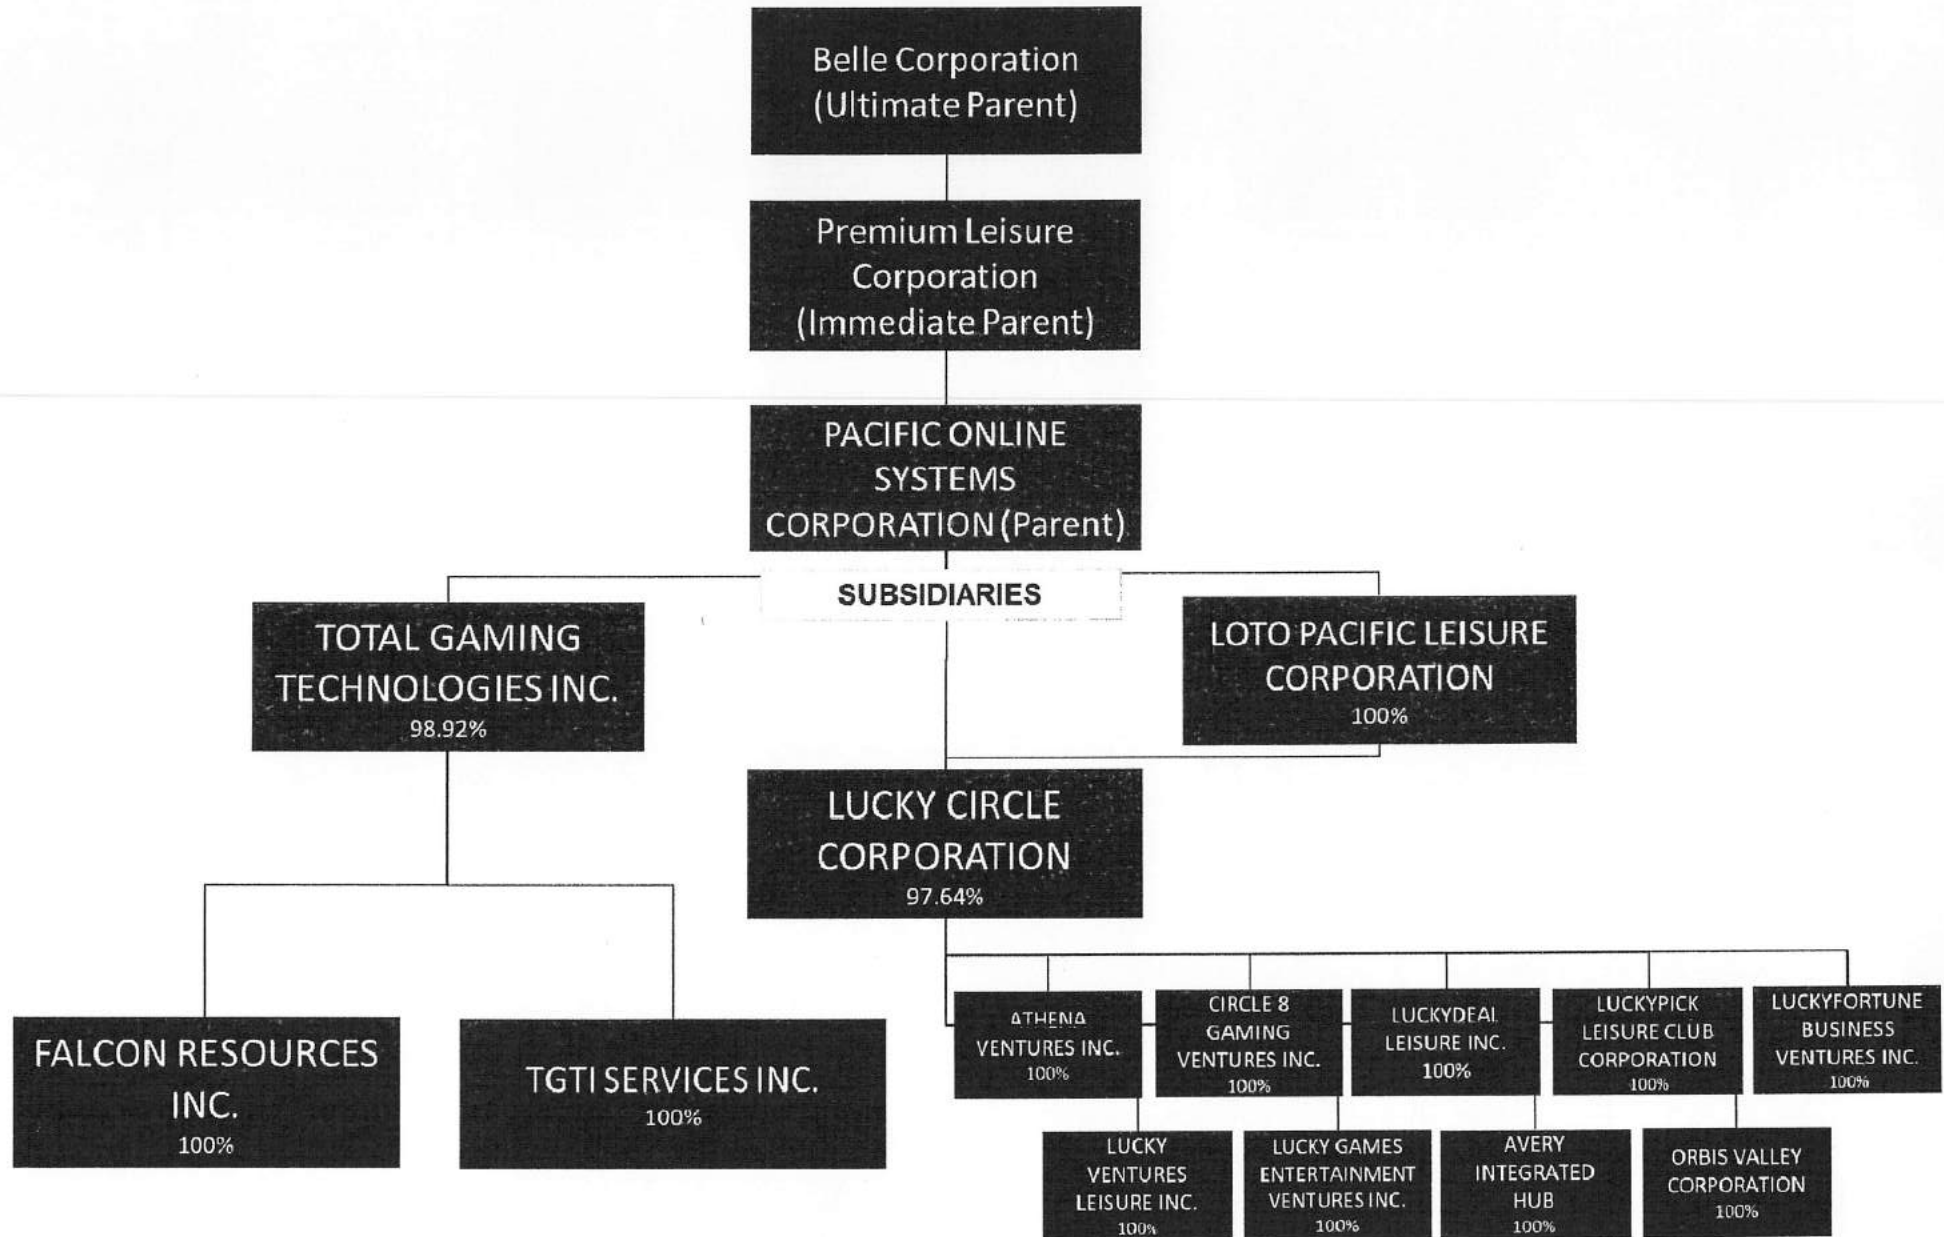 Belle Corporation
(Ultimate Parent)
Premium Leisure
Corporation
(Immediate Parent)
PACIFIC ONLINE
SYSTEMS
CORPORATION (Parent)
SUBSIDIARIES
TOTAL GAMING
TECHNOLOGIES INC.
98.92%
LOTO PACIFIC LEISURE
CORPORATION
100%
LUCKY CIRCLE
CORPORATION
97.64%
FALCON RESOURCES
INC.
100%
TGTI SERVICES INC.
100%
ATHENA
VENTURES INC.
100%
CIRCLE 8
GAMING
VENTURES INC.
100%
LUCKYDEAL
LEISURE INC.
100%
LUCKYPICK
LEISURE CLUB
CORPORATION
100%
LUCKYFORTUNE
BUSINESS
VENTURES INC.
100%
LUCKY
VENTURES
LEISURE INC.
100%
LUCKY GAMES
ENTERTAINMENT
VENTURES INC.
100%
AVERY
INTEGRATED
HUB
100%
ORBIS VALLEY
CORPORATION
100%